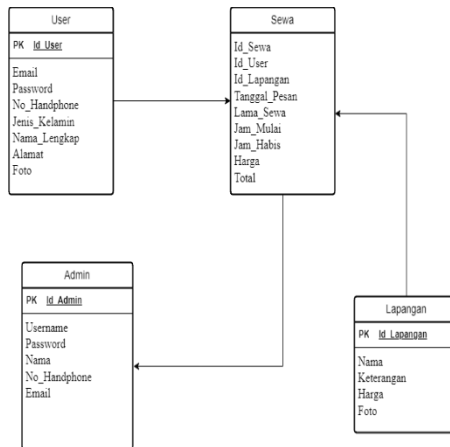 User
PK Id_User
Email
Password
No_Handphone
Jenis_Kelamin
Nama_Lengkap
Alamat
Foto
Sewa
Id_Sewa
Id_User
Id_Lapangan
Tanggal_Pesan
Lama_Sewa
Jam_Mulai
Jam_Habis
Harga
Total
Admin
PK Id_Admin
Username
Password
Nama
No_Handphone
Email
Lapangan
PK Id_Lapangan
Nama
Keterangan
Harga
Foto